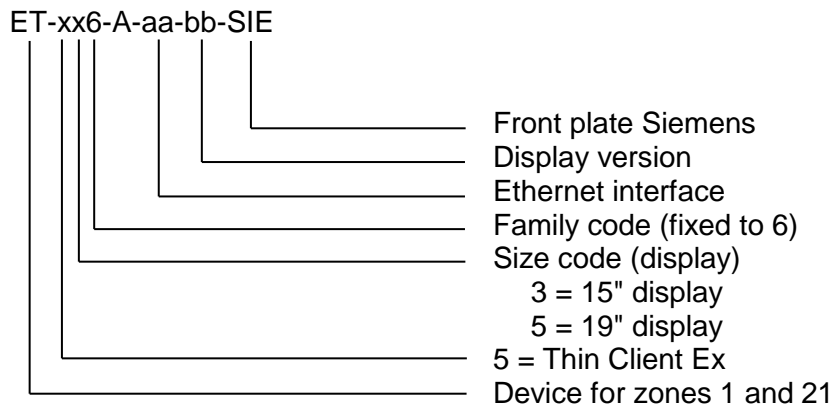 ET-xx6-A-aa-bb-SIE
Front plate Siemens
Display version
Ethernet interface
Family code (fixed to 6)
Size code (display)
3 = 15" display
5 = 19" display
5 = Thin Client Ex
Device for zones 1 and 21